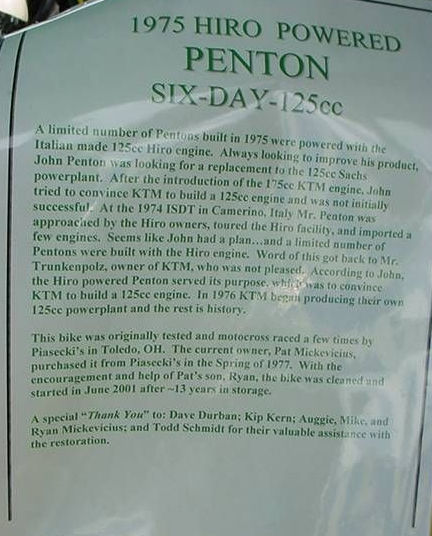 1975 HIRO POWERED
PENTON
SIX-DAY-125cc
A limited number of Pentons built in 1975 were powered with the
Italian made 125cc Hiro engine. Always looking to improve his product,
John Penton was looking for a replacement to the 125cc Sachs
powerplant. After the introduction of the 175cc KTM engine, John
tried to convince KTM to build a 125cc engine and was not initially
successful. At the 1974 ISDT in Camerino, Italy Mr. Penton was
approached by the Hiro owners, toured the Hiro facility, and imported a
few engines. Seems like John had a plan…and a limited number of
Pentons were built with the Hiro engine. Word of this got back to Mr.
Trunkenpolz, owner of KTM, who was not pleased. According to John,
the Hiro powered Penton served its purpose, which was to convince
KTM to build a 125cc engine. In 1976 KTM began producing their own
125cc powerplant and the rest is history.
This bike was originally tested and motocross raced a few times by
Piasecki's in Toledo, OH. The current owner, Pat Mickevicius,
purchased it from Piasecki's in the Spring of 1977. With the
encouragement and help of Pat's son, Ryan, the bike was cleaned and
started in June 2001 after ~13 years in storage.
A special "Thank You" to: Dave Durban; Kip Kern; Auggie, Mike, and
Ryan Mickevicius; and Todd Schmidt for their valuable assistance with
the restoration.